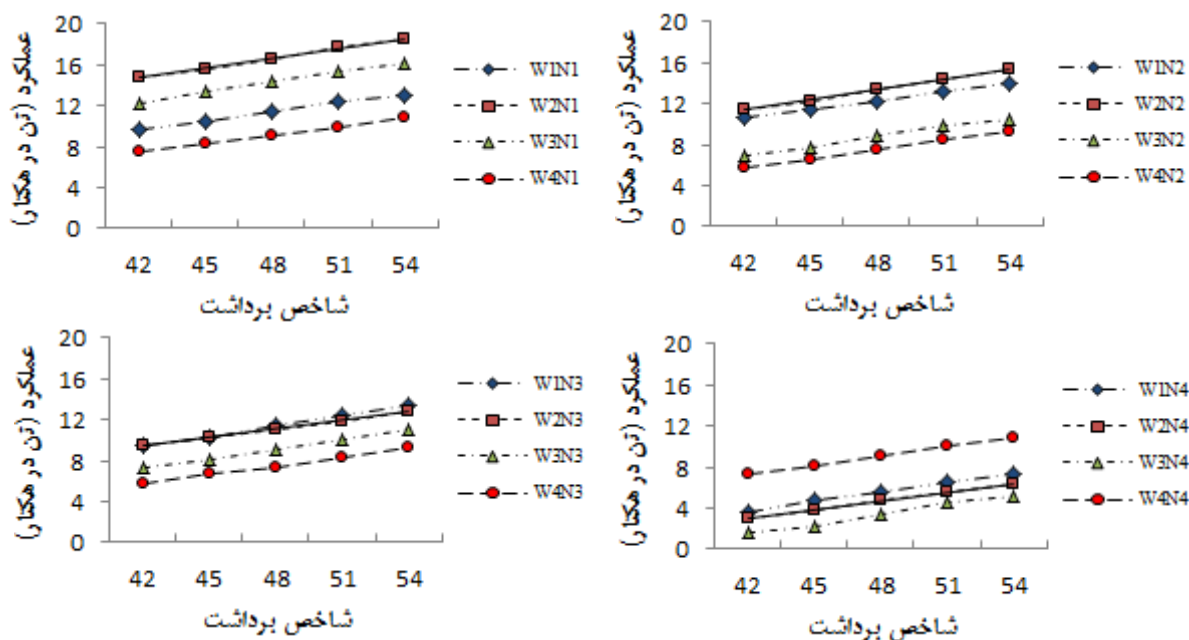 عملکرد (تن در هکتار)
20
16
12
8
4
0
42 45 48 51 54
شاخص برداشت
W1N1
W2N1
W3N1
W4N1
عملکرد (تن در هکتار)
20
16
12
8
4
0
42 45 48 51 54
شاخص برداشت
W1N2
W2N2
W3N2
W4N2
عملکرد (تن در هکتار)
20
16
12
8
4
0
42 45 48 51 54
شاخص برداشت
W1N3
W2N3
W3N3
W4N3
عملکرد (تن در هکتار)
20
16
12
8
4
0
42 45 48 51 54
شاخص برداشت
W1N4
W2N4
W3N4
W4N4